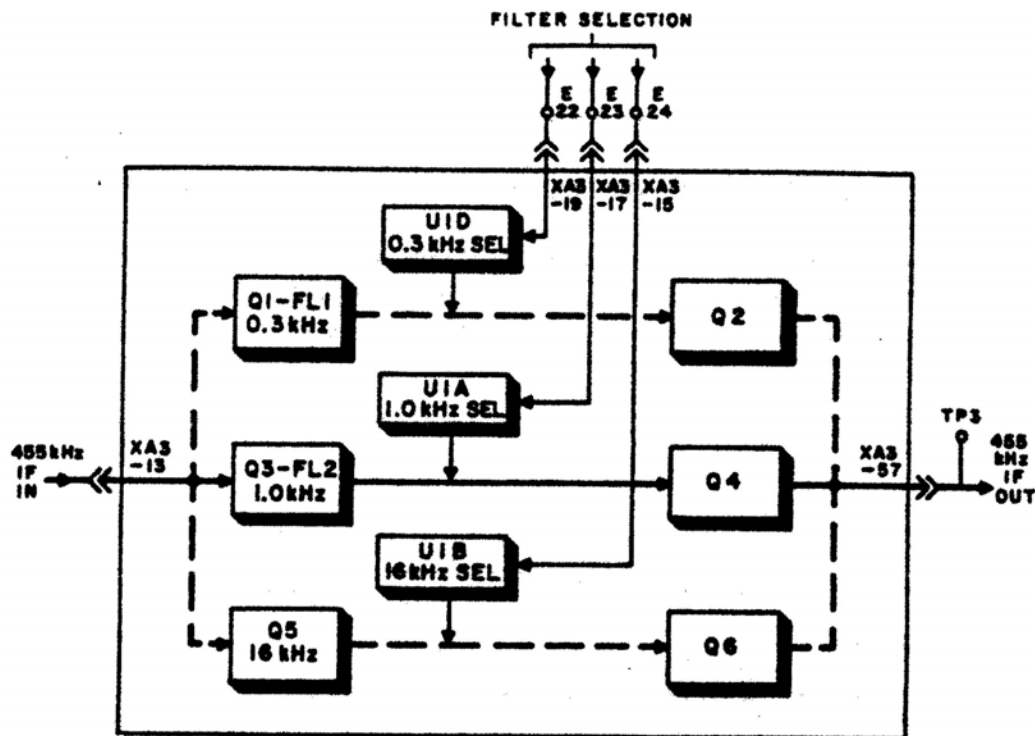 FILTER SELECTION
E E E
22 23 24
XA3 XA3 XA3
-19 -17 -15
U1D
0.3 kHz SEL
Q1-FL1
0.3 kHz
Q2
U1A
1.0 kHz SEL
TP3
455 kHz
IF
IN
XA3
-13
Q3-FL2
1.0 kHz
Q4
XA3
-57
455
kHz
IF
OUT
U1B
16 kHz SEL
Q5
16 kHz
Q6